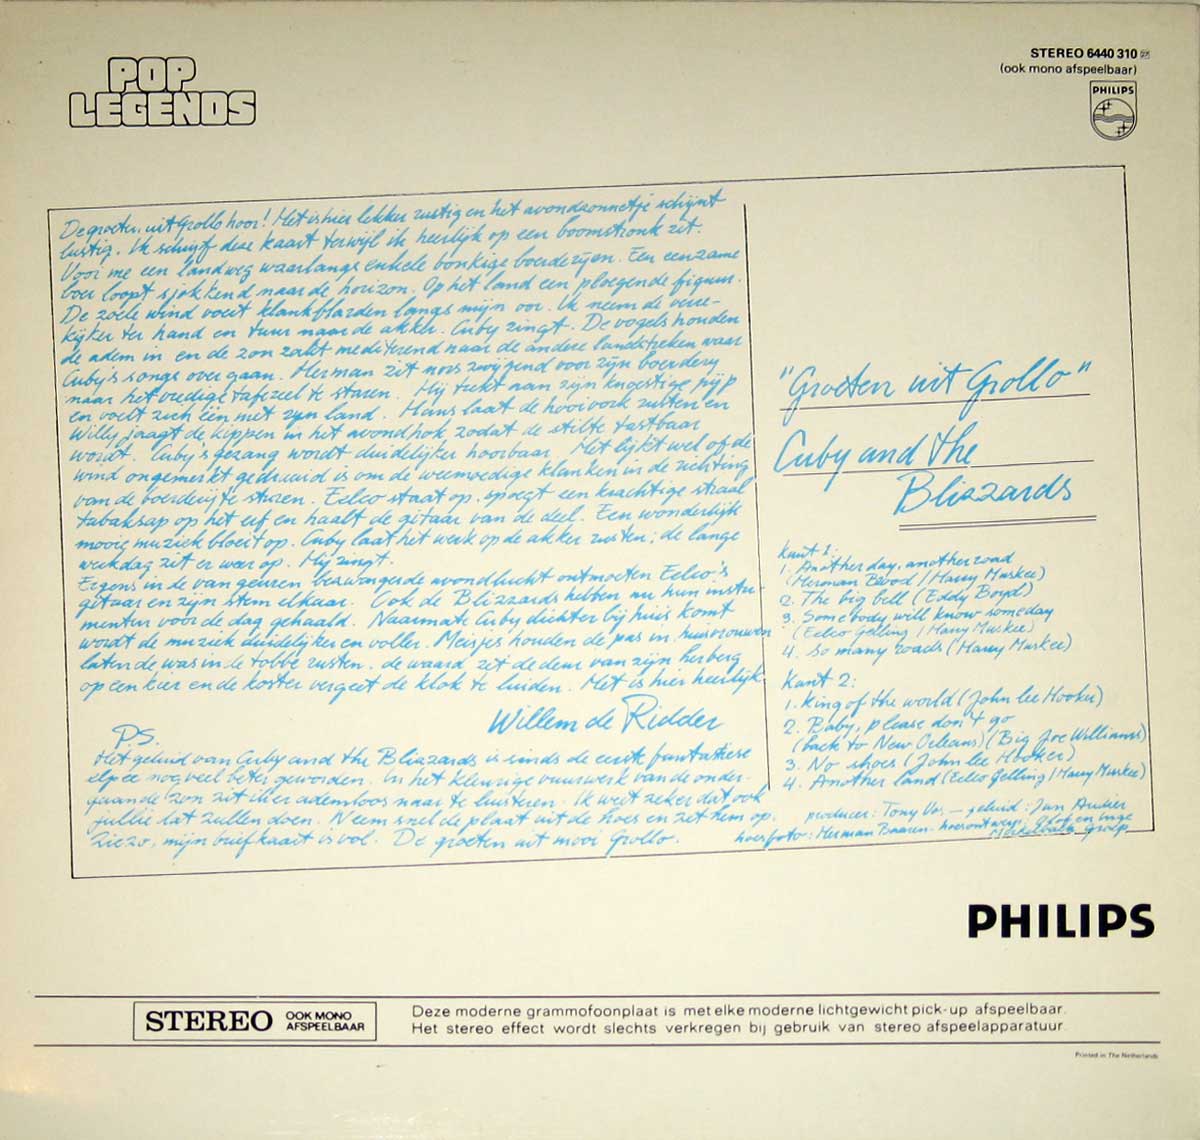 POP
LEGENDS
STEREO 6440 310
(ook mono afspeelbaar)
PHILIPS
De groeten uit Grollo hoor! Het is hier lekker rustig en het avondzonnetje schijnt
lustig. Ik schrijf deze kaart terwijl ik heerlijk op een boomstronk zit.
Voor me een landweg waarlangs enkele bonkige boerderijen. Een eenzame
boer loopt sjokkend naar de horizon. Op het land een ploegende figuur.
De zoele wind voert klankflarden langs mijn oor. Ik neem de verre-
kijker ter hand en tuur naar de akker. Cuby zingt. De vogels houden
de adem in en de zon zakt mediterend naar de andere landstreken waar
Cuby's songs over gaan. Herman zit nors zwijgend voor zijn boerderij
naar het vredige tafereel te staren. Hij trekt aan zijn knoestige pijp
en voelt zich één met zijn land. Hans laat de hooivork rusten en
Willy jaagt de kippen in het avondhok zodat de stilte tastbaar
wordt. Cuby's gezang wordt duidelijker hoorbaar. Het lijkt wel of de
wind ongemerkt gedraaid is om de weemoedige klanken in de richting
van de boerderij te sturen. Eelco staat op, spoegt een krachtige straal
tabaksap op het erf en haalt de gitaar van de deel. Een wonderlijk
mooie muziek bloeit op. Cuby laat het werk op de akker rusten; de lange
werkdag zit er weer op. Hij zingt.
Ergens in de van geuren bezwangerde avondlucht ontmoeten Eelco's
gitaar en zijn stem elkaar. Ook de Blizzards hebben nu hun instru-
menten voor de dag gehaald. Naarmate Cuby dichter bij huis komt
wordt de muziek duidelijker en voller. Meisjes houden de pas in, huisvrouwen
laten de was in de tobbe rusten. de waard zet de deur van zijn herberg
op een kier en de koster vergeet de klok te luiden. Het is hier heerlijk
Willem de Ridder
P.S.
Het geluid van Cuby and the Blizzards is sinds de eerste fantastiese
elpee nog veel beter geworden. In het kleurige vuurwerk van de onder-
gaande zon zit ik er ademloos naar te luisteren. Ik weet zeker dat ook
jullie dat zullen doen. Neem snel de plaat uit de hoes en zet hem op.
Ziezo, mijn briefkaart is vol. De groeten uit mooi Grollo.
"Groeten uit Grollo"
Cuby and the
Blizzards
Kant 1:
1. Another day, another road
(Herman Brood / Harry Muskee)
2. The big bell (Eddy Boyd)
3. Somebody will know someday
(Eelco Gelling / Harry Muskee)
4. So many roads (Harry Muskee)
Kant 2:
1. King of the world (John Lee Hooker)
2. Baby, please don't go
(back to New Orleans) (Big Joe Williams)
3. No shoes (John Lee Hooker)
4. Another land (Eelco Gelling / Harry Muskee)
producer: Tony Vos, – geluid: Jan Audier
hoesfoto: Herman Baaren - hoesontwerp: Olof en Inge
PHILIPS
STEREO OOK MONO
AFSPEELBAAR
Deze moderne grammofoonplaat is met elke moderne lichtgewicht pick-up afspeelbaar.
Het stereo effect wordt slechts verkregen bij gebruik van stereo afspeelapparatuur.
Printed in The Netherlands